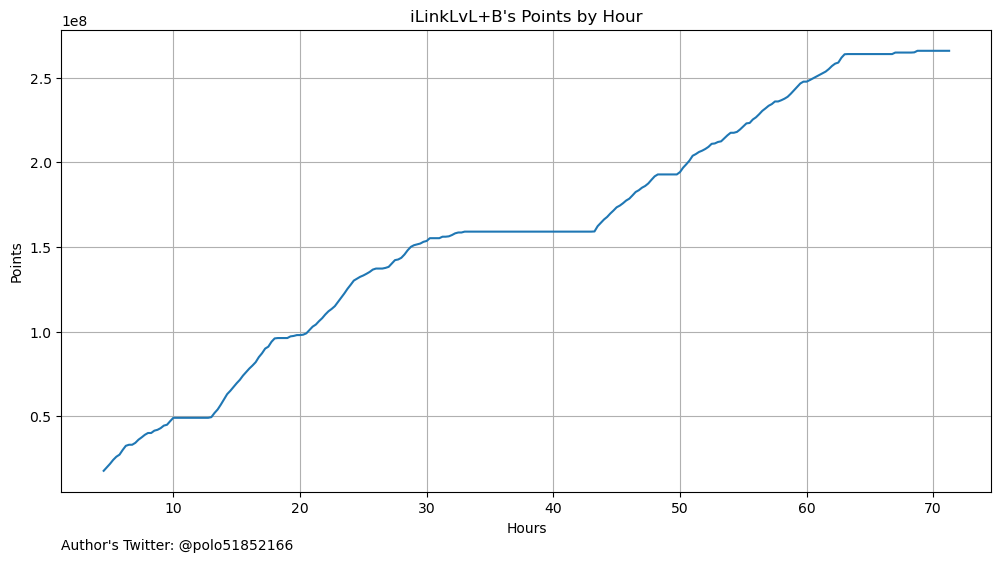 iLinkLvL+B's Points by Hour
1e8
2.5
2.0
1.5
1.0
0.5
Points
10 20 30 40 50 60 70
Hours
Author's Twitter: @polo51852166